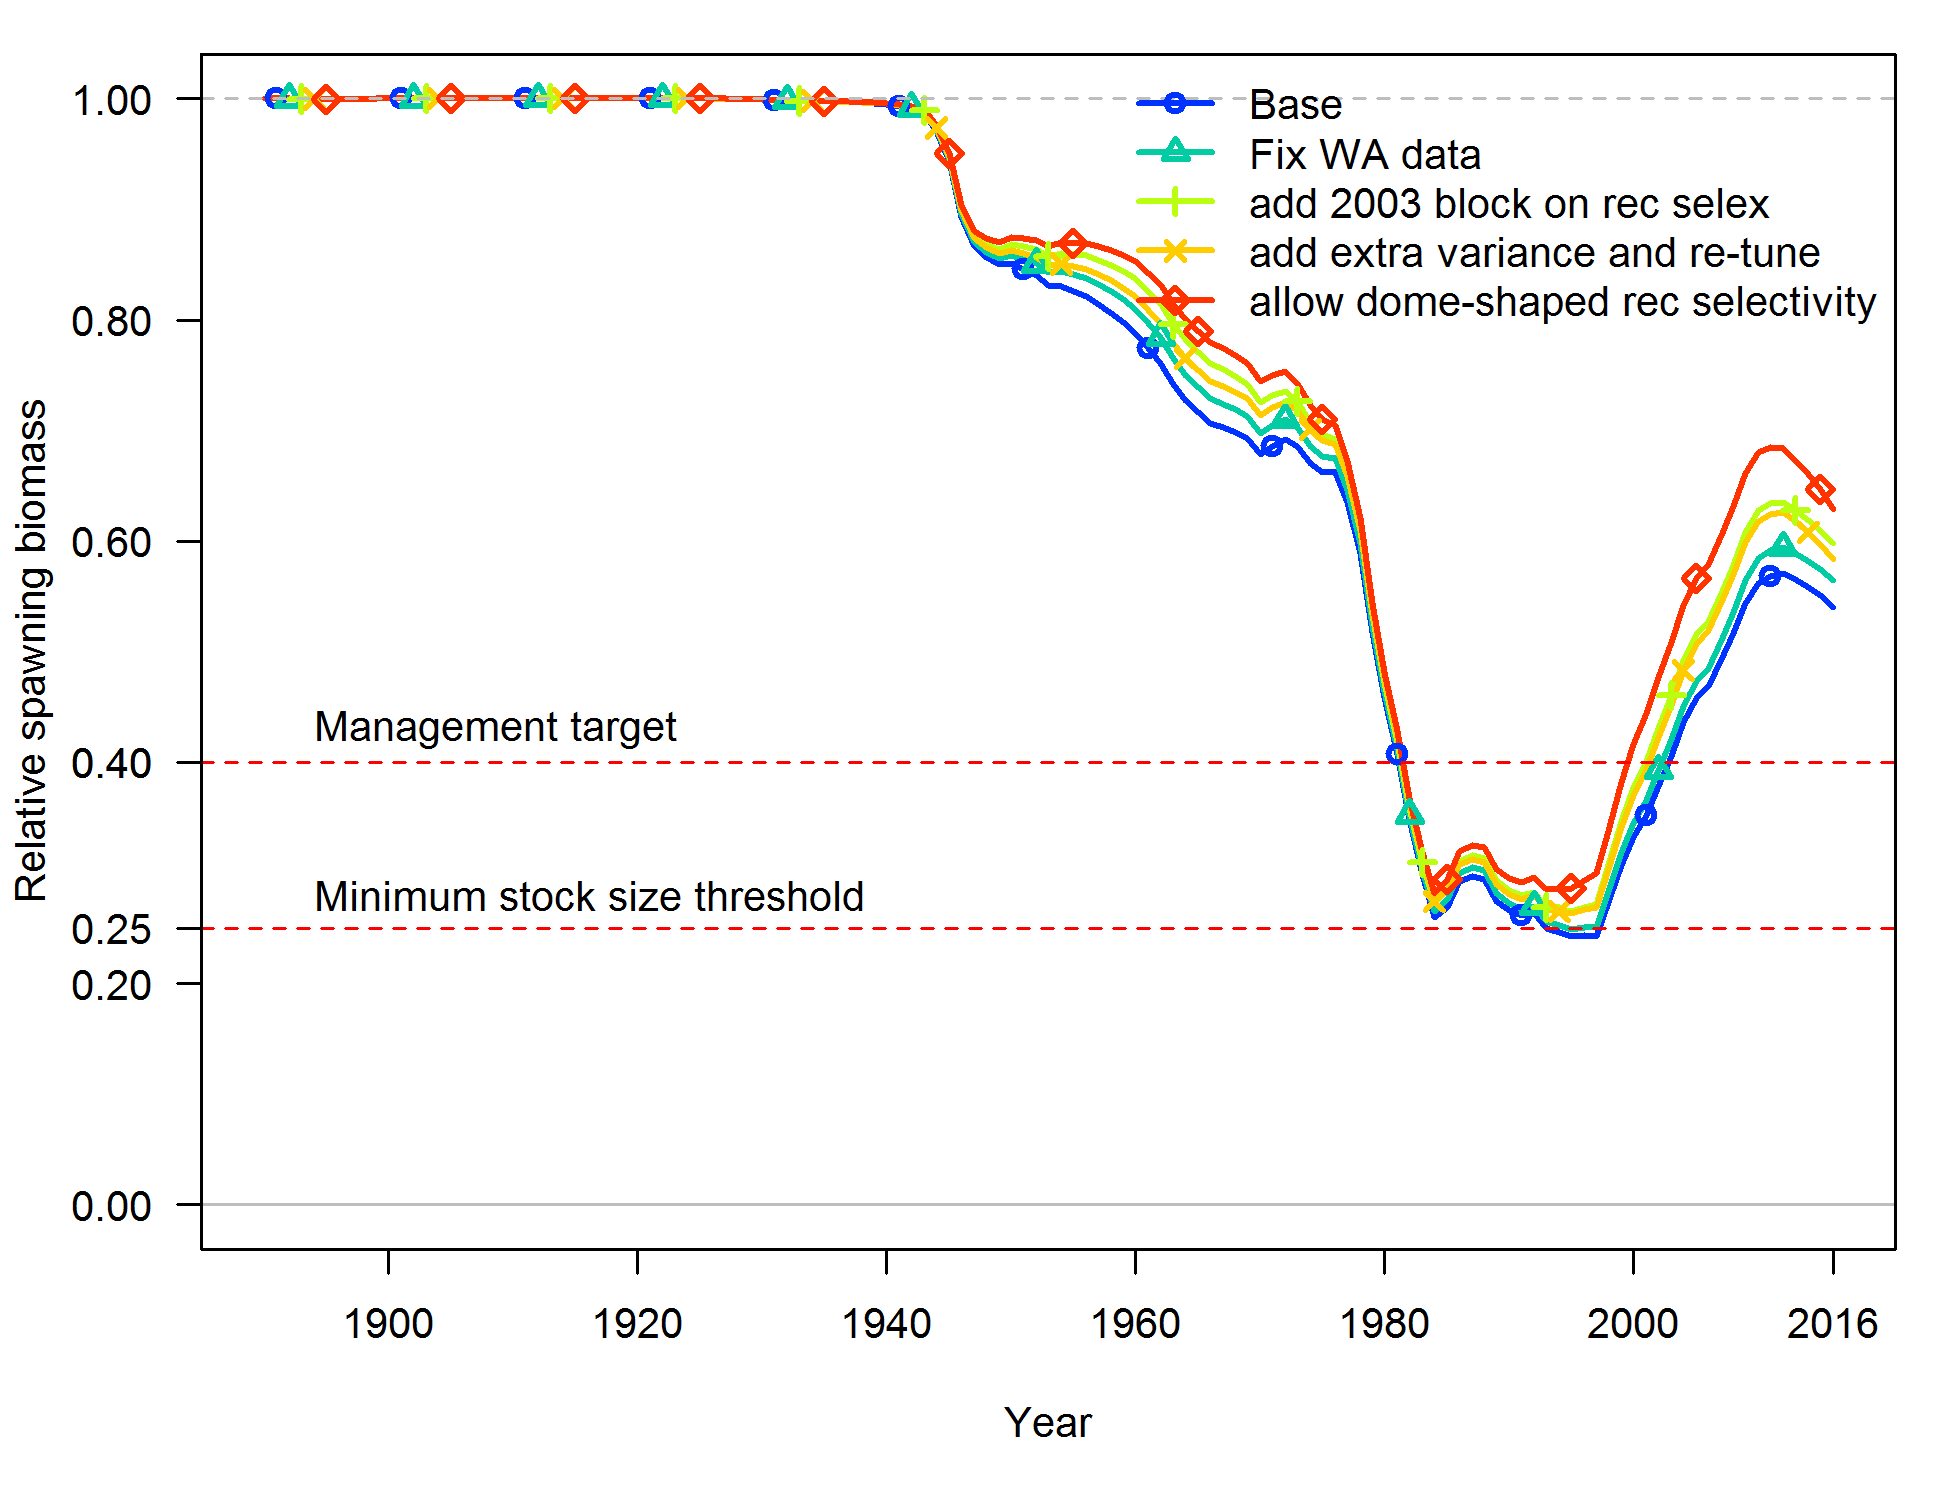 1.00
0.80
0.60
0.40
0.25
0.20
0.00
Relative spawning biomass
Base
Fix WA data
add 2003 block on rec selex
add extra variance and re-tune
allow dome-shaped rec selectivity
Management target
Minimum stock size threshold
1900 1920 1940 1960 1980 2000 2016
Year